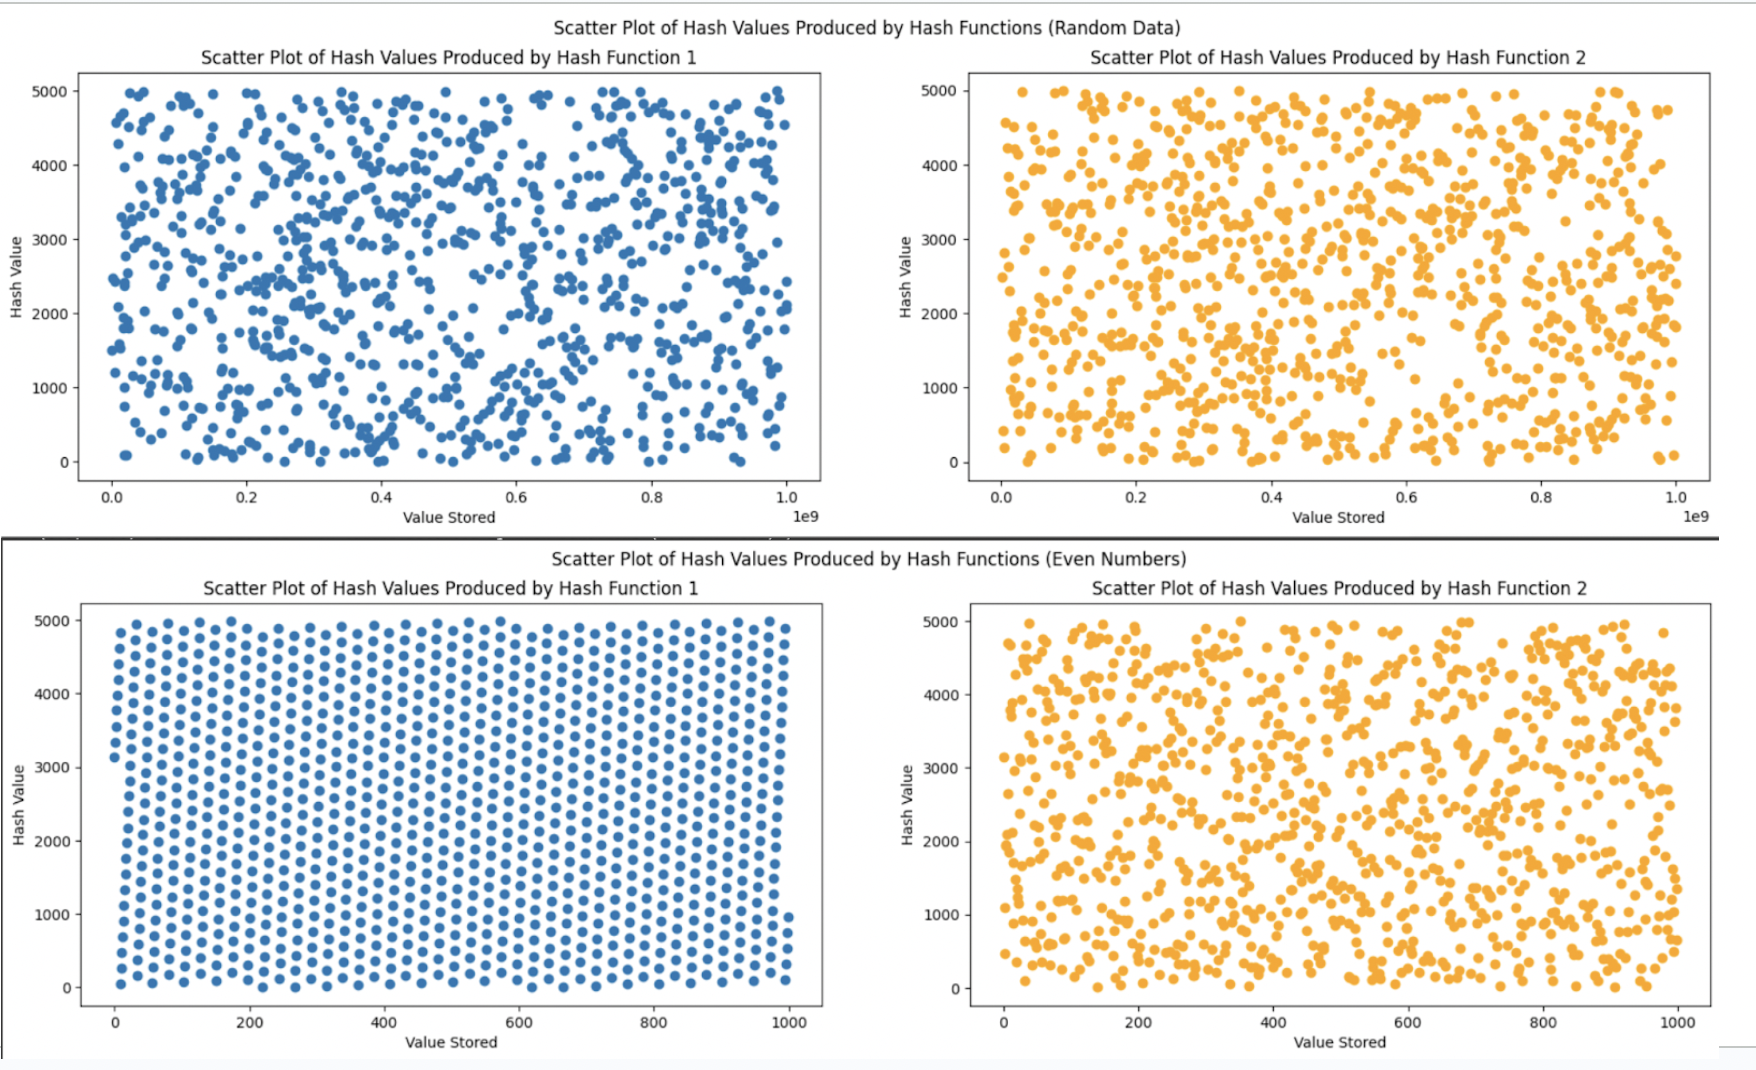 Scatter Plot of Hash Values Produced by Hash Functions (Random Data)
Scatter Plot of Hash Values Produced by Hash Function 1
5000
4000
3000
2000
1000
0
Hash Value
0.0 0.2 0.4 0.6 0.8 1.0
1e9
Value Stored
Scatter Plot of Hash Values Produced by Hash Function 2
5000
4000
3000
2000
1000
0
Hash Value
0.0 0.2 0.4 0.6 0.8 1.0
1e9
Value Stored
Scatter Plot of Hash Values Produced by Hash Functions (Even Numbers)
Scatter Plot of Hash Values Produced by Hash Function 1
5000
4000
3000
2000
1000
0
Hash Value
0 200 400 600 800 1000
Value Stored
Scatter Plot of Hash Values Produced by Hash Function 2
5000
4000
3000
2000
1000
0
Hash Value
0 200 400 600 800 1000
Value Stored